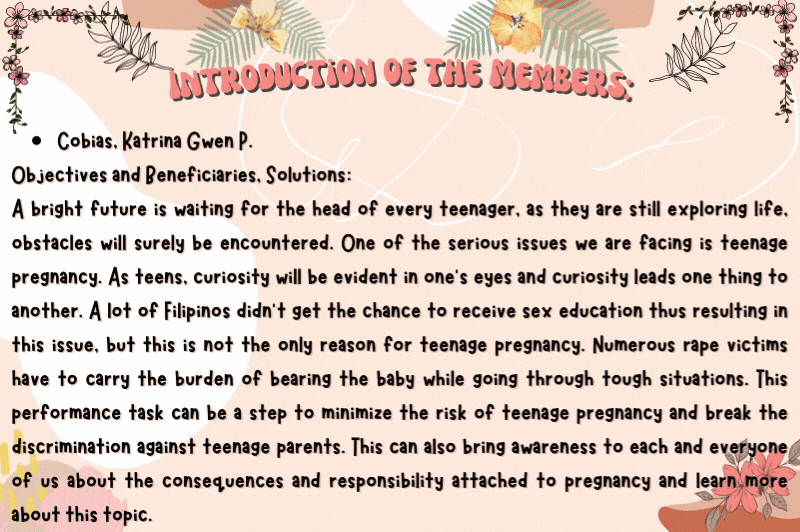 INTRODUCTION OF THE MEMBERS:
• Cobias, Katrina Gwen P.
Objectives and Beneficiaries, Solutions:
A bright future is waiting for the head of every teenager, as they are still exploring life,
obstacles will surely be encountered. One of the serious issues we are facing is teenage
pregnancy. As teens, curiosity will be evident in one's eyes and curiosity leads one thing to
another. A lot of Filipinos didn't get the chance to receive sex education thus resulting in
this issue, but this is not the only reason for teenage pregnancy. Numerous rape victims
have to carry the burden of bearing the baby while going through tough situations. This
performance task can be a step to minimize the risk of teenage pregnancy and break the
discrimination against teenage parents. This can also bring awareness to each and everyone
of us about the consequences and responsibility attached to pregnancy and learn more
about this topic.